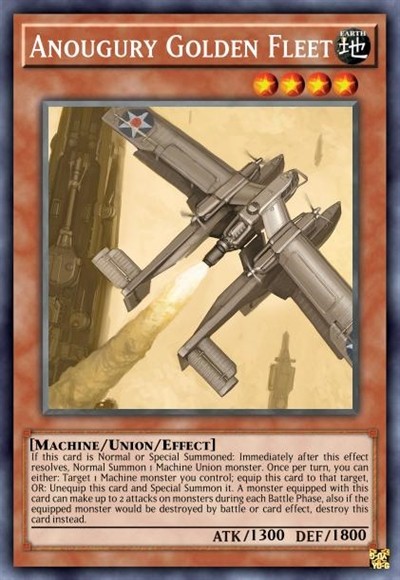 Anougury Golden Fleet
EARTH
地
[Machine/Union/Effect]
If this card is Normal or Special Summoned: Immediately after this effect
resolves, Normal Summon 1 Machine Union monster. Once per turn, you can
either: Target 1 Machine monster you control; equip this card to that target,
OR: Unequip this card and Special Summon it. A monster equipped with this
card can make up to 2 attacks on monsters during each Battle Phase, also if the
equipped monster would be destroyed by battle or card effect, destroy this
card instead.
ATK/1300 DEF/1800